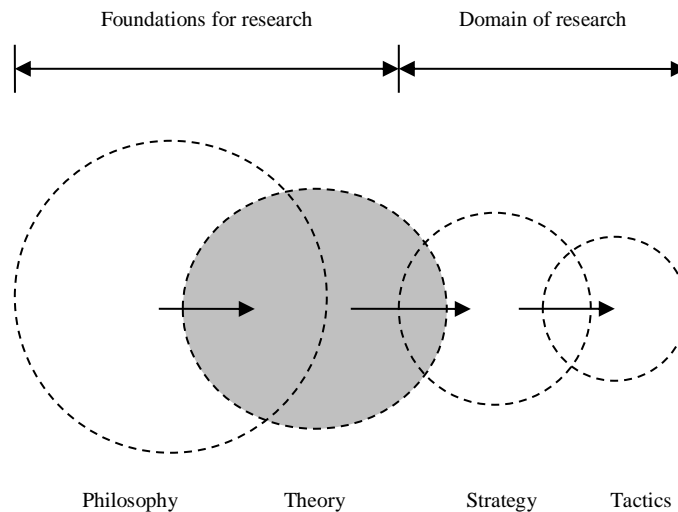 Foundations for research Domain of research
Philosophy Theory Strategy Tactics